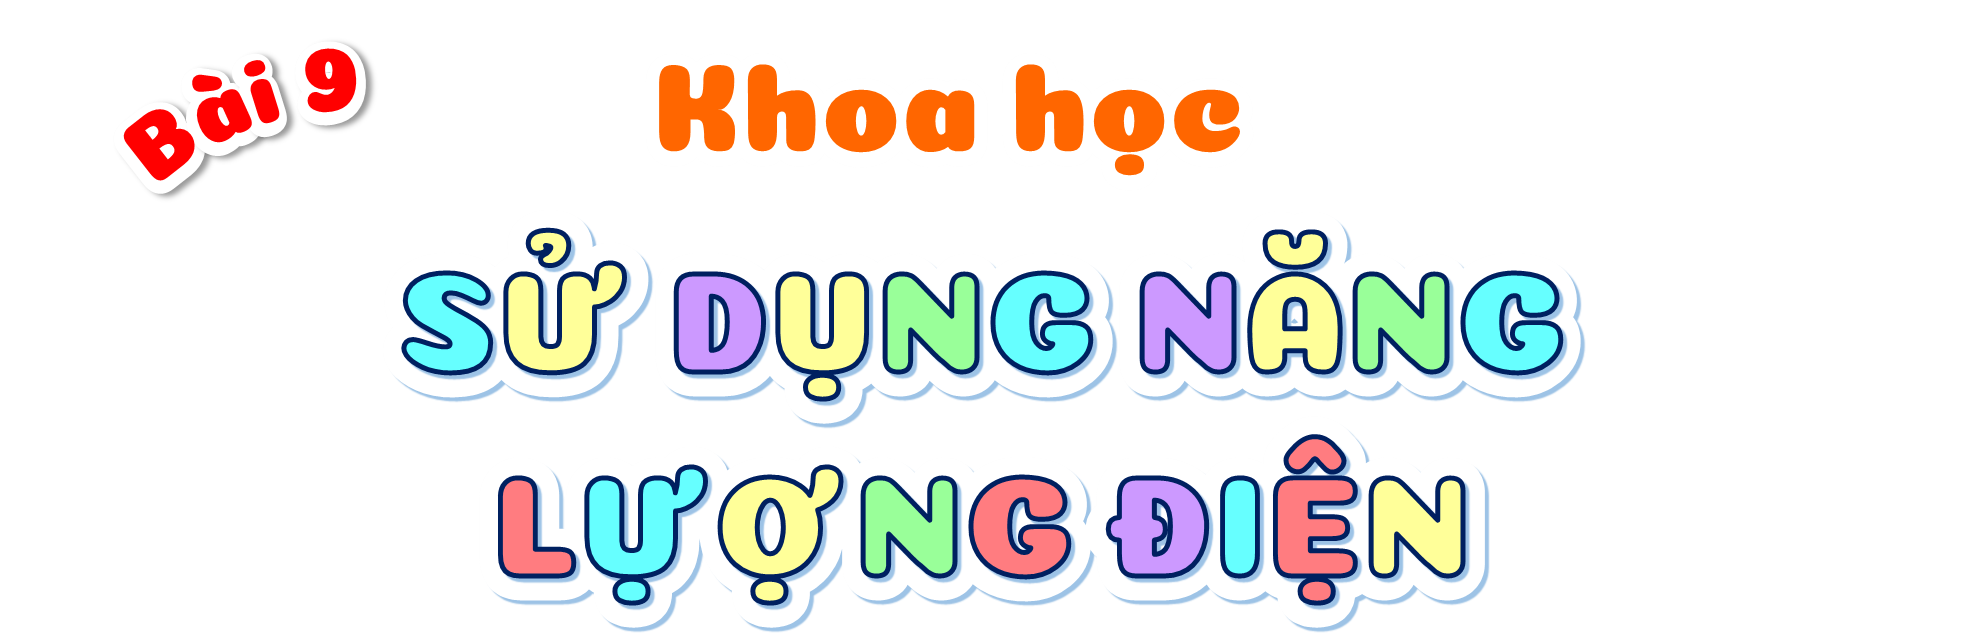 Bài 9
Khoa học
SỬ DỤNG NĂNG
LƯỢNG ĐIỆN